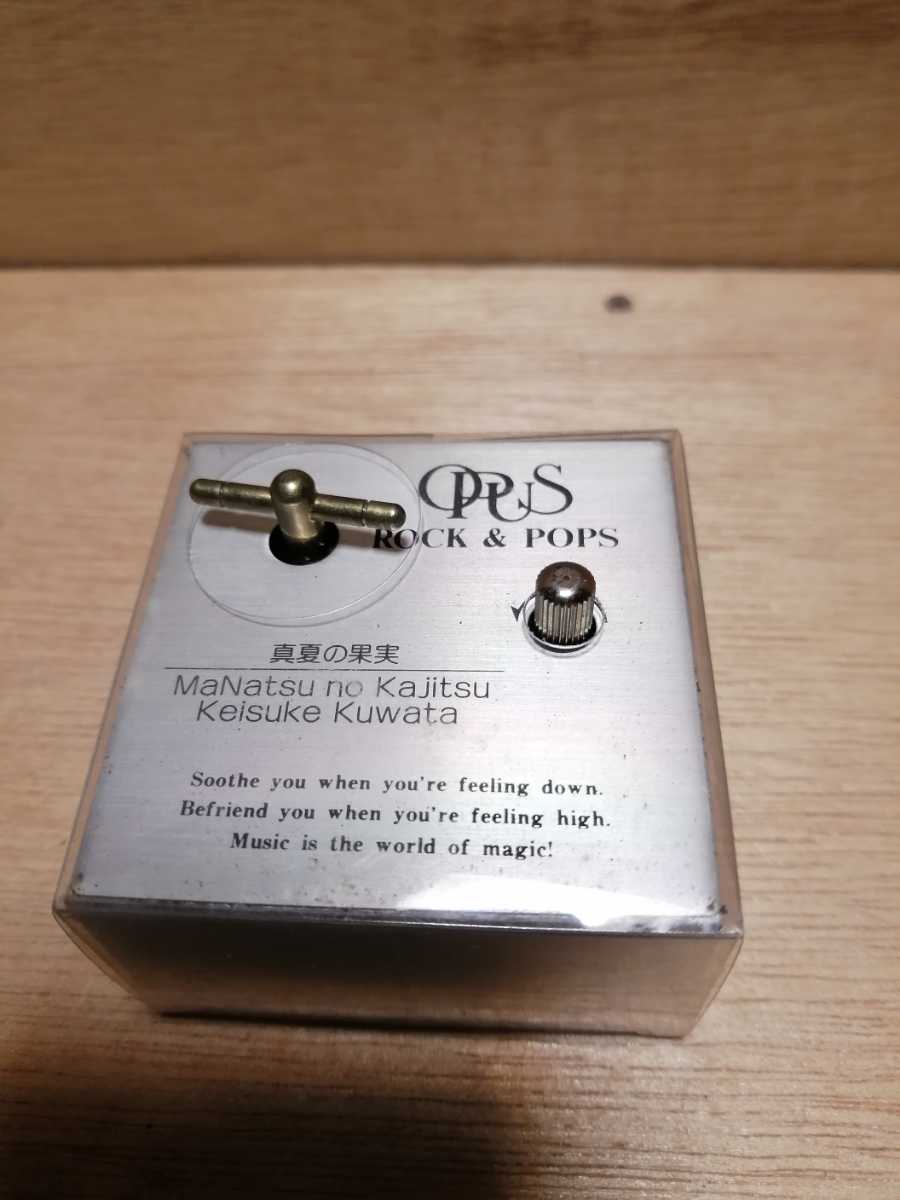 OPUS
ROCK & POPS
真夏の果実
MaNatsu no Kajitsu
Keisuke Kuwata
Soothe you when you're feeling down.
Befriend you when you're feeling high.
Music is the world of magic!